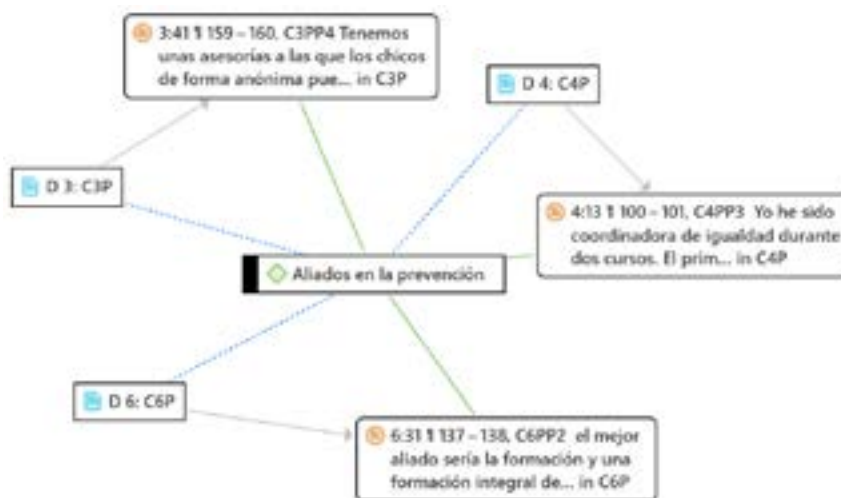 3:41 ¶ 159 – 160, C3PP4 Tenemos
unas asesorías a las que los chicos
de forma anónima pue... in C3P
D 4: C4P
D 3: C3P
4:13 ¶ 100 – 101, C4PP3 Yo he sido
coordinadora de igualdad durante
dos cursos. El prim... in C4P
Aliados en la prevención
D 6: C6P
6:31 ¶ 137 – 138, C6PP2 el mejor
aliado sería la formación y una
formación integral de... in C6P